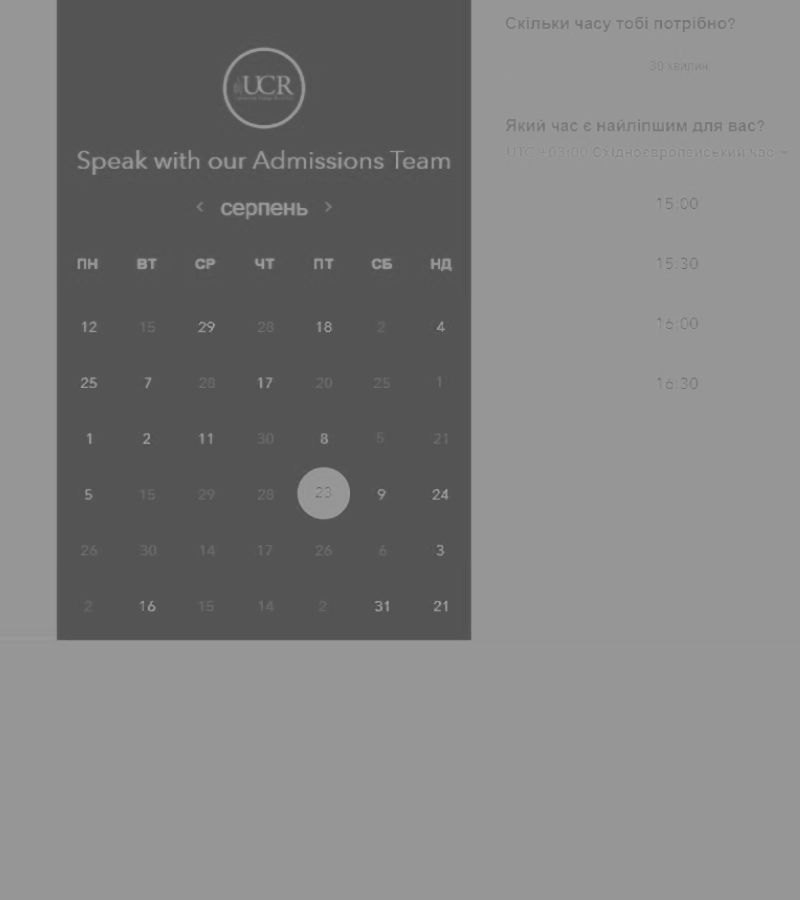 UCR
Speak with our Admissions Team
серпень
ПН ВТ СР ЧТ ПТ СБ НД
12 15 29 28 18 2 4
25 7 28 17 20 25 1
1 2 11 30 8 5 21
5 15 29 28 23 9 24
26 30 14 17 26 6 3
2 16 15 14 2 31 21
Скільки часу тобі потрібно?
30 хвилин
Який час є найліпшим для вас?
UTC +03:00 Східноєвропейський час
15:00
15:30
16:00
16:30